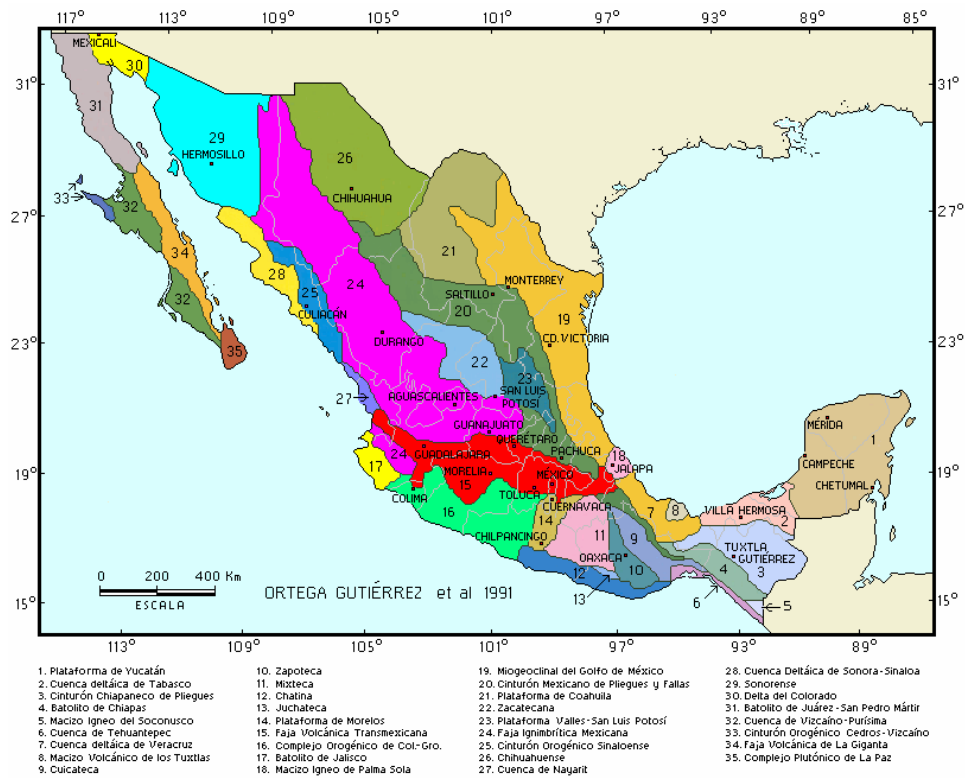 117° 113° 109° 105° 101° 97° 93° 89° 85°
MEXICALI
30
31° 31°
31
29
HERMOSILLO
26
33 CHIHUAHUA
32
27° 27°
34 21
28
MONTERREY
25 24 SALTILLO
32 CULIACÁN 20 19
DURANGO CD. VICTORIA
23° 23°
35 22
23
27 SAN LUIS
AGUASCALIENTES POTOSÍ
GUANAJUATO MÉRIDA
QUERÉTARO 1
24 GUADALAJARA PACHUCA 18 CAMPECHE
17 MORELIA MÉXICO JALAPA
19° 19°
15 TOLUCA CHETUMAL
COLIMA CUERNAVACA VILLA HERMOSA
16 14 7 8 2
CHILPANCINGO 11 9
OAXACA 10 TUXTLA
GUTIÉRREZ
12 4 3
0 200 400 Km
ESCALA
ORTEGA GUTIÉRREZ et al 1991
13 6 5
15° 15°
113° 109° 105° 101° 97° 93° 89°
1. Plataforma de Yucatán
2. Cuenca deltáica de Tabasco
3. Cinturón Chiapaneco de Pliegues
4. Batolito de Chiapas
5. Macizo Igneo del Soconusco
6. Cuenca de Tehuantepec
7. Cuenca deltáica de Veracruz
8. Macizo Volcánico de los Tuxtlas
9. Cuicateca
10. Zapoteca
11. Mixteca
12. Chatina
13. Juchateca
14. Plataforma de Morelos
15. Faja Volcánica Transmexicana
16. Complejo Orogénico de Col.-Gro.
17. Batolito de Jalisco
18. Macizo Igneo de Palma Sola
19. Miogeoclinal del Golfo de México
20. Cinturón Mexicano de Pliegues y Fallas
21. Plataforma de Coahuila
22. Zacatecana
23. Plataforma Valles-San Luis Potosí
24. Faja Ignimbrítica Mexicana
25. Cinturón Orogénico Sinaloense
26. Chihuahuense
27. Cuenca de Nayarit
28. Cuenca Deltáica de Sonora-Sinaloa
29. Sonorense
30. Delta del Colorado
31. Batolito de Juárez-San Pedro Mártir
32. Cuenca de Vizcaíno-Purísima
33. Cinturón Orogénico Cedros-Vizcaíno
34. Faja Volcánica de La Giganta
35. Complejo Plutónico de La Paz